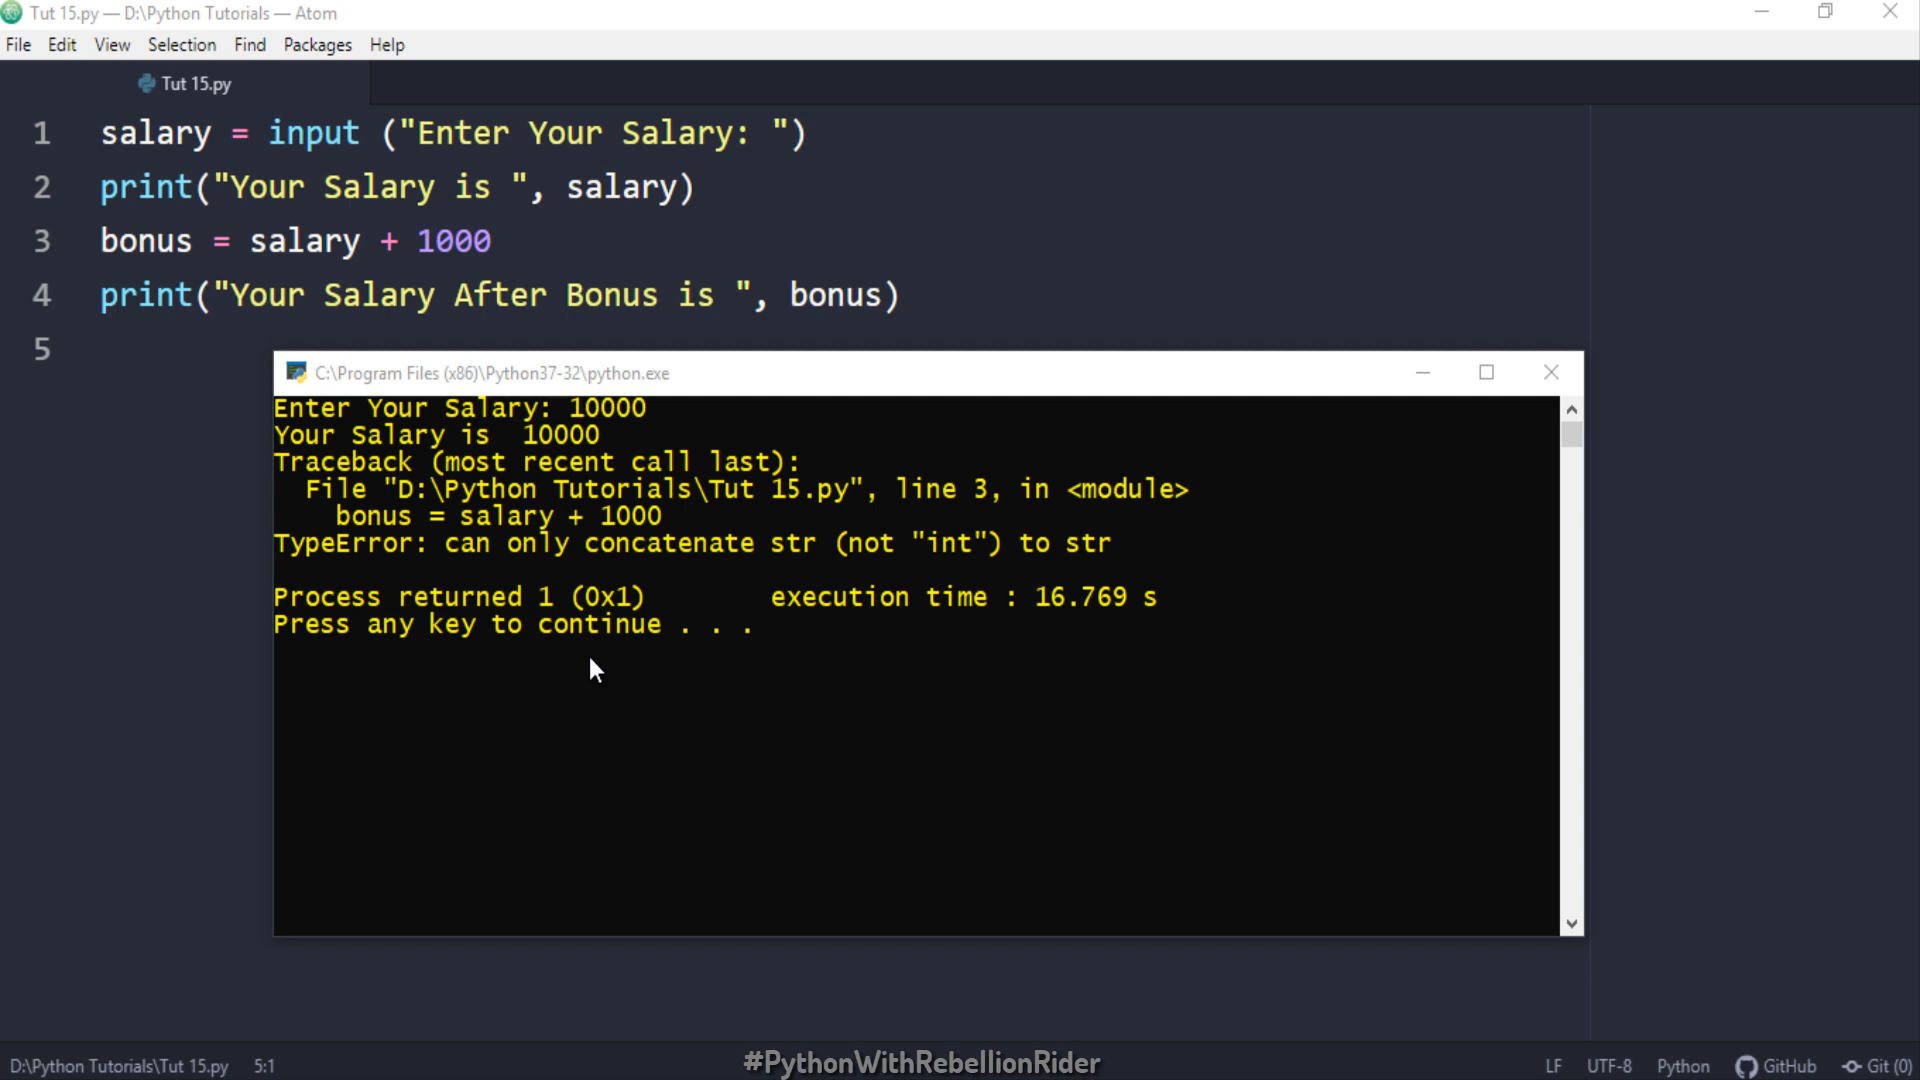 Tut 15.py — D:\Python Tutorials — Atom
File Edit View Selection Find Packages Help
Tut 15.py
1 salary = input ("Enter Your Salary: ")
2 print("Your Salary is ", salary)
3 bonus = salary + 1000
4 print("Your Salary After Bonus is ", bonus)
5
C:\Program Files (x86)\Python37-32\python.exe
Enter Your Salary: 10000
Your Salary is  10000
Traceback (most recent call last):
  File "D:\Python Tutorials\Tut 15.py", line 3, in <module>
    bonus = salary + 1000
TypeError: can only concatenate str (not "int") to str
Process returned 1 (0x1)        execution time : 16.769 s
Press any key to continue . . .
D:\Python Tutorials\Tut 15.py 5:1 #PythonWithRebellionRider LF UTF-8 Python GitHub Git (0)